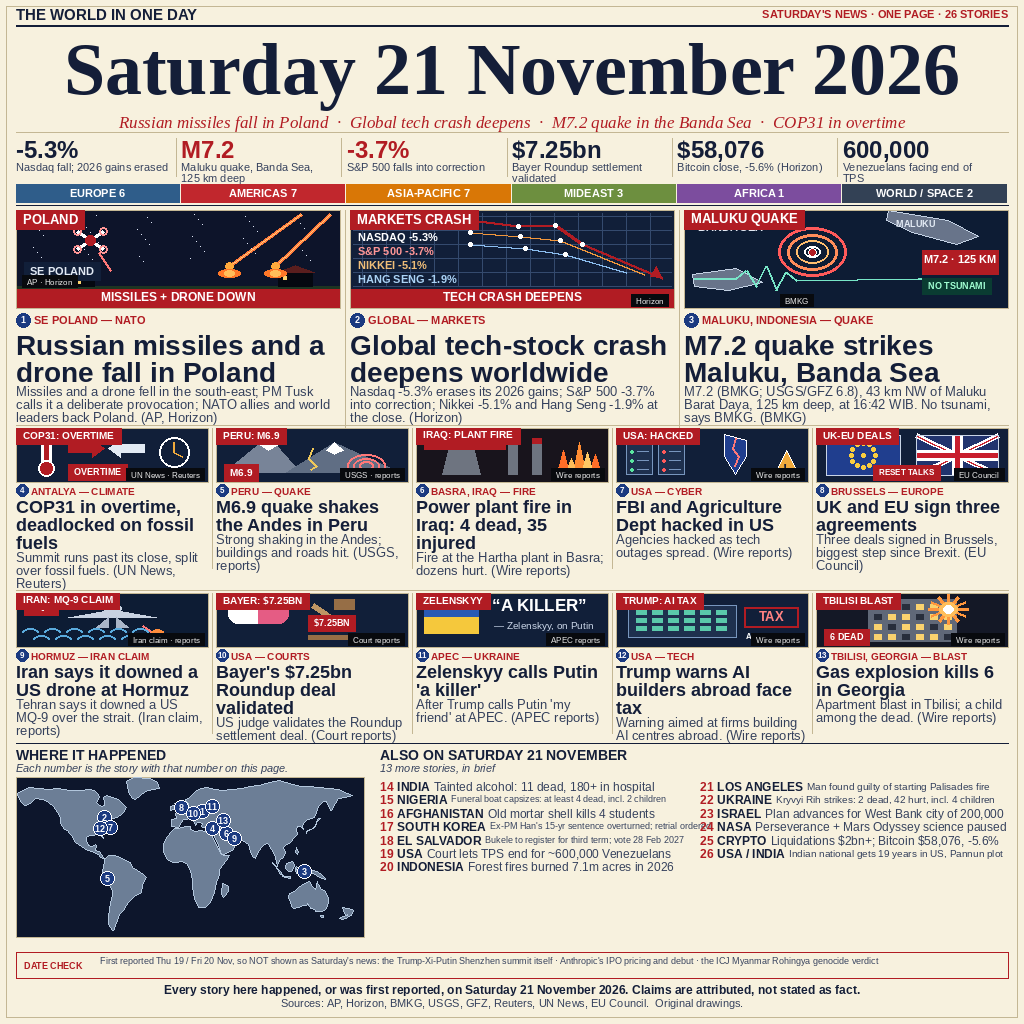 THE WORLD IN ONE DAY
SATURDAY'S NEWS · ONE PAGE · 26 STORIES
Saturday 21 November 2026
Russian missiles fall in Poland · Global tech crash deepens · M7.2 quake in the Banda Sea · COP31 in overtime
-5.3%
Nasdaq fall; 2026 gains erased
M7.2
Maluku quake, Banda Sea,
125 km deep
-3.7%
S&P 500 falls into correction
$7.25bn
Bayer Roundup settlement
validated
$58,076
Bitcoin close, -5.6% (Horizon)
600,000
Venezuelans facing end of
TPS
EUROPE 6
AMERICAS 7
ASIA-PACIFIC 7
MIDEAST 3
AFRICA 1
WORLD / SPACE 2
POLAND
SE POLAND
AP · Horizon
MISSILES + DRONE DOWN
1 SE POLAND — NATO
Russian missiles and a
drone fall in Poland
Missiles and a drone fell in the south-east; PM Tusk
calls it a deliberate provocation; NATO allies and world
leaders back Poland. (AP, Horizon)
MARKETS CRASH
NASDAQ -5.3%
S&P 500 -3.7%
NIKKEI -5.1%
HANG SENG -1.9%
TECH CRASH DEEPENS
Horizon
2 GLOBAL — MARKETS
Global tech-stock crash
deepens worldwide
Nasdaq -5.3% erases its 2026 gains; S&P 500 -3.7%
into correction; Nikkei -5.1% and Hang Seng -1.9% at
the close. (Horizon)
MALUKU QUAKE
MALUKU
M7.2 · 125 KM
NO TSUNAMI
BMKG
3 MALUKU, INDONESIA — QUAKE
M7.2 quake strikes
Maluku, Banda Sea
M7.2 (BMKG; USGS/GFZ 6.8), 43 km NW of Maluku
Barat Daya, 125 km deep, at 16:42 WIB. No tsunami,
says BMKG. (BMKG)
COP31: OVERTIME
OVERTIME
UN News · Reuters
4 ANTALYA — CLIMATE
COP31 in overtime,
deadlocked on fossil
fuels
Summit runs past its close, split
over fossil fuels. (UN News,
Reuters)
PERU: M6.9
M6.9
USGS · reports
5 PERU — QUAKE
M6.9 quake shakes
the Andes in Peru
Strong shaking in the Andes;
buildings and roads hit. (USGS,
reports)
IRAQ: PLANT FIRE
Wire reports
6 BASRA, IRAQ — FIRE
Power plant fire in
Iraq: 4 dead, 35
injured
Fire at the Hartha plant in Basra;
dozens hurt. (Wire reports)
USA: HACKED
Wire reports
7 USA — CYBER
FBI and Agriculture
Dept hacked in US
Agencies hacked as tech
outages spread. (Wire reports)
UK-EU DEALS
RESET TALKS
EU Council
8 BRUSSELS — EUROPE
UK and EU sign three
agreements
Three deals signed in Brussels,
biggest step since Brexit. (EU
Council)
IRAN: MQ-9 CLAIM
Iran claim · reports
9 HORMUZ — IRAN CLAIM
Iran says it downed a
US drone at Hormuz
Tehran says it downed a US
MQ-9 over the strait. (Iran claim,
reports)
BAYER: $7.25BN
$7.25BN
Court reports
10 USA — COURTS
Bayer's $7.25bn
Roundup deal
validated
US judge validates the Roundup
settlement deal. (Court reports)
ZELENSKYY
“A KILLER”
— Zelenskyy, on Putin
APEC reports
11 APEC — UKRAINE
Zelenskyy calls Putin
'a killer'
After Trump calls Putin 'my
friend' at APEC. (APEC reports)
TRUMP: AI TAX
TAX
Wire reports
12 USA — TECH
Trump warns AI
builders abroad face
tax
Warning aimed at firms building
AI centres abroad. (Wire reports)
TBILISI BLAST
6 DEAD
Wire reports
13 TBILISI, GEORGIA — BLAST
Gas explosion kills 6
in Georgia
Apartment blast in Tbilisi; a child
among the dead. (Wire reports)
WHERE IT HAPPENED
Each number is the story with that number on this page.
8
11
10
2
12
7
13
4
9
5
3
ALSO ON SATURDAY 21 NOVEMBER
13 more stories, in brief
14 INDIA Tainted alcohol: 11 dead, 180+ in hospital
15 NIGERIA Funeral boat capsizes: at least 4 dead, incl. 2 children
16 AFGHANISTAN Old mortar shell kills 4 students
17 SOUTH KOREA Ex-PM Han's 15-yr sentence overturned; retrial ordered
18 EL SALVADOR Bukele to register for third term; vote 28 Feb 2027
19 USA Court lets TPS end for ~600,000 Venezuelans
20 INDONESIA Forest fires burned 7.1m acres in 2026
21 LOS ANGELES Man found guilty of starting Palisades fire
22 UKRAINE Kryvyi Rih strikes: 2 dead, 42 hurt, incl. 4 children
23 ISRAEL Plan advances for West Bank city of 200,000
24 NASA Perseverance + Mars Odyssey science paused
25 CRYPTO Liquidations $2bn+; Bitcoin $58,076, -5.6%
26 USA / INDIA Indian national gets 19 years in US, Pannun plot
DATE CHECK
First reported Thu 19 / Fri 20 Nov, so NOT shown as Saturday's news: the Trump-Xi-Putin Shenzhen summit itself · Anthropic's IPO pricing and debut · the ICJ Myanmar Rohingya genocide verdict
Every story here happened, or was first reported, on Saturday 21 November 2026. Claims are attributed, not stated as fact.
Sources: AP, Horizon, BMKG, USGS, GFZ, Reuters, UN News, EU Council. Original drawings.